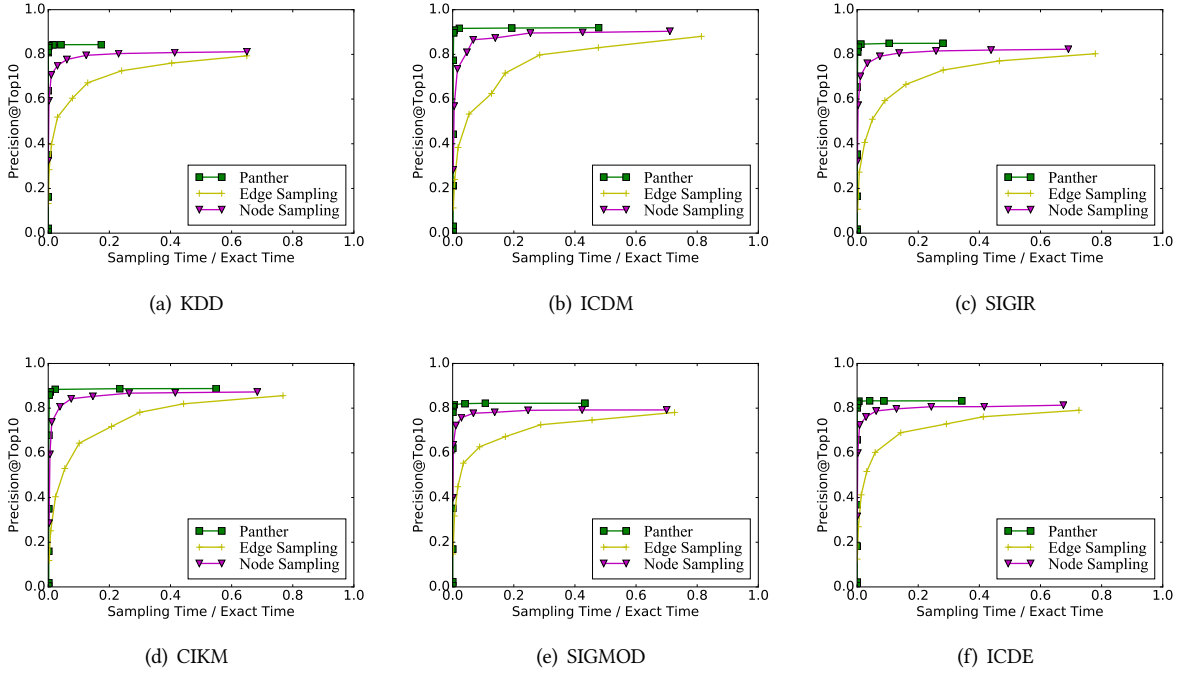 1.0
0.8
0.6
0.4
0.2
0.0
Precision@Top10
Panther
Edge Sampling
Node Sampling
0.0 0.2 0.4 0.6 0.8 1.0
Sampling Time / Exact Time
(a) KDD
1.0
0.8
0.6
0.4
0.2
0.0
Precision@Top10
Panther
Edge Sampling
Node Sampling
0.0 0.2 0.4 0.6 0.8 1.0
Sampling Time / Exact Time
(b) ICDM
1.0
0.8
0.6
0.4
0.2
0.0
Precision@Top10
Panther
Edge Sampling
Node Sampling
0.0 0.2 0.4 0.6 0.8 1.0
Sampling Time / Exact Time
(c) SIGIR
1.0
0.8
0.6
0.4
0.2
0.0
Precision@Top10
Panther
Edge Sampling
Node Sampling
0.0 0.2 0.4 0.6 0.8 1.0
Sampling Time / Exact Time
(d) CIKM
1.0
0.8
0.6
0.4
0.2
0.0
Precision@Top10
Panther
Edge Sampling
Node Sampling
0.0 0.2 0.4 0.6 0.8 1.0
Sampling Time / Exact Time
(e) SIGMOD
1.0
0.8
0.6
0.4
0.2
0.0
Precision@Top10
Panther
Edge Sampling
Node Sampling
0.0 0.2 0.4 0.6 0.8 1.0
Sampling Time / Exact Time
(f) ICDE